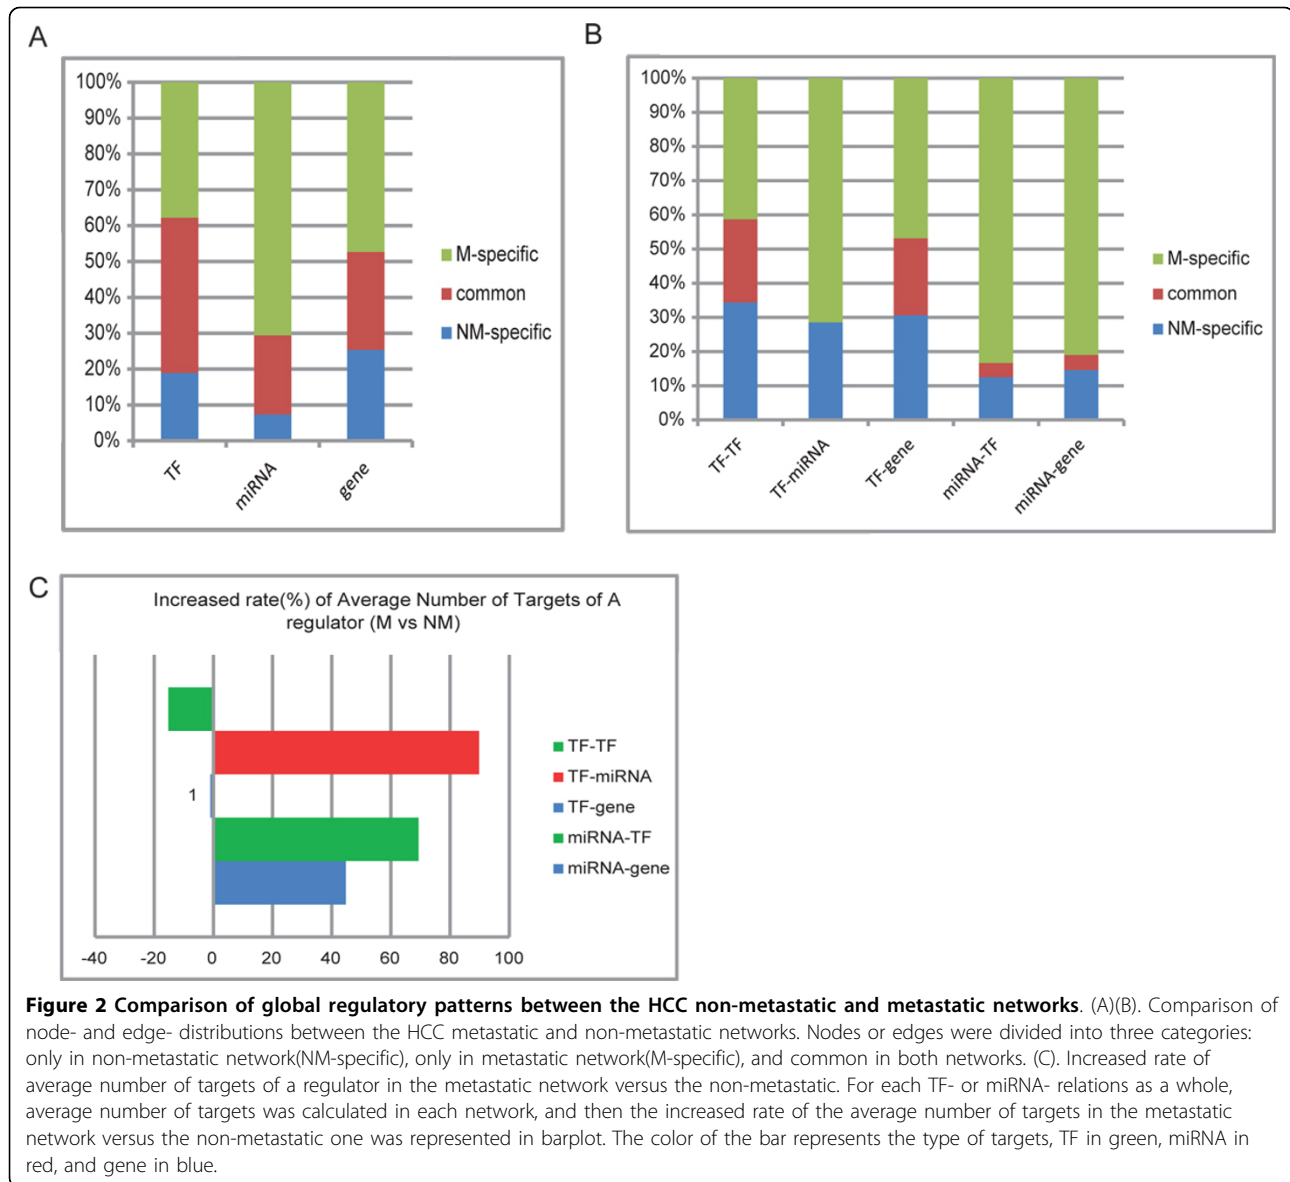 A
100%
90%
80%
70%
60%
50%
40%
30%
20%
10%
0%
TF
miRNA
gene
M-specific
common
NM-specific
B
100%
90%
80%
70%
60%
50%
40%
30%
20%
10%
0%
TF-TF
TF-miRNA
TF-gene
miRNA-TF
miRNA-gene
M-specific
common
NM-specific
C
Increased rate(%) of Average Number of Targets of A
regulator (M vs NM)
1
TF-TF
TF-miRNA
TF-gene
miRNA-TF
miRNA-gene
-40 -20 0 20 40 60 80 100
Figure 2 Comparison of global regulatory patterns between the HCC non-metastatic and metastatic networks. (A)(B). Comparison of
node- and edge- distributions between the HCC metastatic and non-metastatic networks. Nodes or edges were divided into three categories:
only in non-metastatic network(NM-specific), only in metastatic network(M-specific), and common in both networks. (C). Increased rate of
average number of targets of a regulator in the metastatic network versus the non-metastatic. For each TF- or miRNA- relations as a whole,
average number of targets was calculated in each network, and then the increased rate of the average number of targets in the metastatic
network versus the non-metastatic one was represented in barplot. The color of the bar represents the type of targets, TF in green, miRNA in
red, and gene in blue.